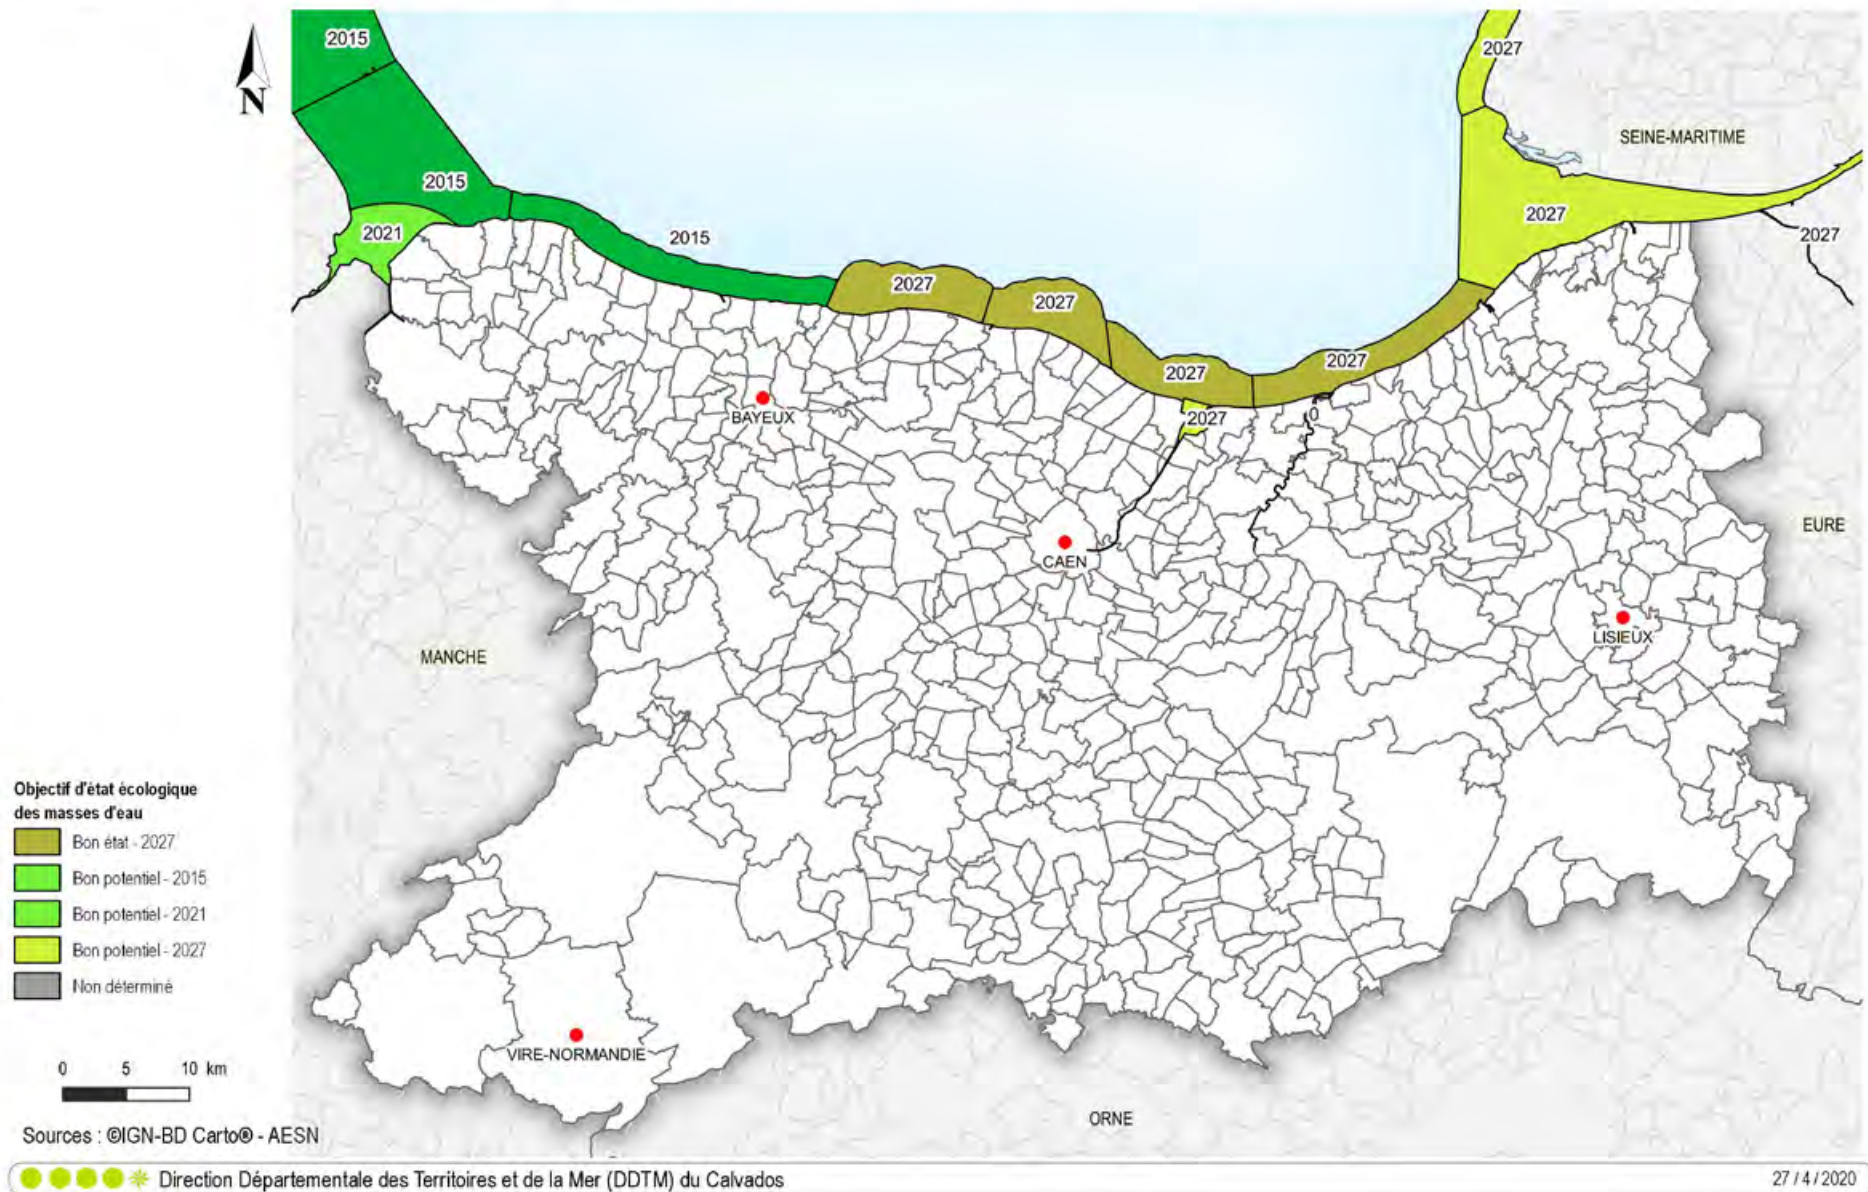 2015
2027
N
SEINE-MARITIME
2015
2027
2021
2015
2027
2027
2027
2027
2027
BAYEUX
2027
EURE
CAEN
LISIEUX
MANCHE
Objectif d'état écologique
des masses d'eau
Bon état - 2027
Bon potentiel - 2015
Bon potentiel - 2021
Bon potentiel - 2027
Non déterminé
VIRE-NORMANDIE
0 5 10 km
ORNE
Sources : ©IGN-BD Carto® - AESN
Direction Départementale des Territoires et de la Mer (DDTM) du Calvados
27 / 4 / 2020